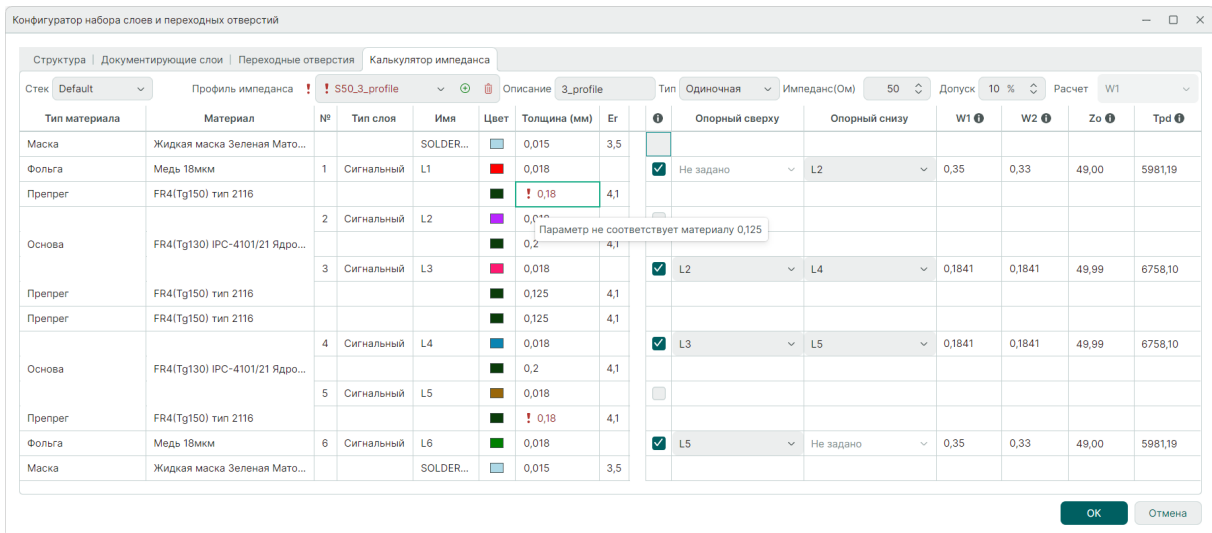 Конфигуратор набора слоев и переходных отверстий
Структура | Документирующие слои | Переходные отверстия | Калькулятор импеданса
Стек Default Профиль импеданса ! ! S50_3_profile Описание 3_profile Тип Одиночная Импеданс(Ом) 50 Допуск 10 % Расчет W1
Тип материала Материал № Тип слоя Имя Цвет Толщина (мм) Er Опорный сверху Опорный снизу W1 W2 Zo Tpd
Маска Жидкая маска Зеленая Мато... SOLDER... 0,015 3,5
Фольга Медь 18мкм 1 Сигнальный L1 0,018 Не задано L2 0,35 0,33 49,00 5981,19
Препрег FR4(Tg150) тип 2116 ! 0,18 4,1
2 Сигнальный L2
Параметр не соответствует материалу 0,125
Основа FR4(Tg130) IPC-4101/21 Ядро... 0,2 4,1
3 Сигнальный L3 0,018 L2 L4 0,1841 0,1841 49,99 6758,10
Препрег FR4(Tg150) тип 2116 0,125 4,1
Препрег FR4(Tg150) тип 2116 0,125 4,1
4 Сигнальный L4 0,018 L3 L5 0,1841 0,1841 49,99 6758,10
Основа FR4(Tg130) IPC-4101/21 Ядро... 0,2 4,1
5 Сигнальный L5 0,018
Препрег FR4(Tg150) тип 2116 ! 0,18 4,1
Фольга Медь 18мкм 6 Сигнальный L6 0,018 L5 Не задано 0,35 0,33 49,00 5981,19
Маска Жидкая маска Зеленая Мато... SOLDER... 0,015 3,5
OK Отмена